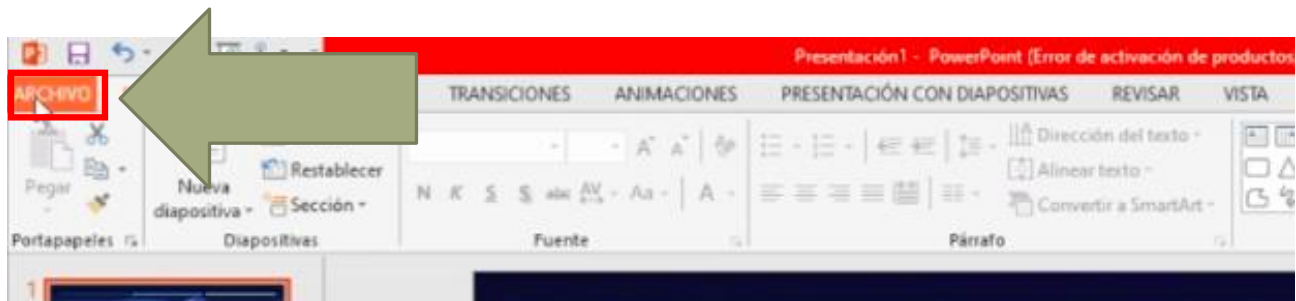 Presentación1 - PowerPoint (Error de activación de productos
ARCHIVO TRANSICIONES ANIMACIONES PRESENTACIÓN CON DIAPOSITIVAS REVISAR VISTA
Dirección del texto
Restablecer
Alinear texto
Pegar Nueva diapositiva Sección N K S S abc AV Aa A
Convertir a SmartArt
Portapapeles Diapositivas Fuente Párrafo
1